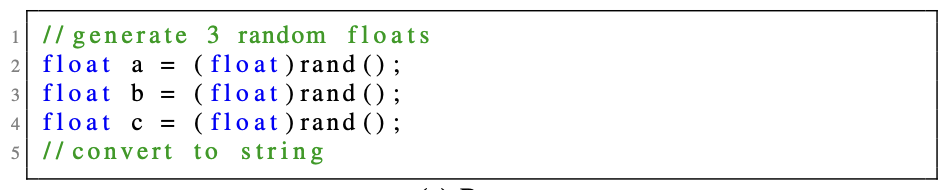 1 //generate 3 random floats
2 float a = (float)rand();
3 float b = (float)rand();
4 float c = (float)rand();
5 //convert to string